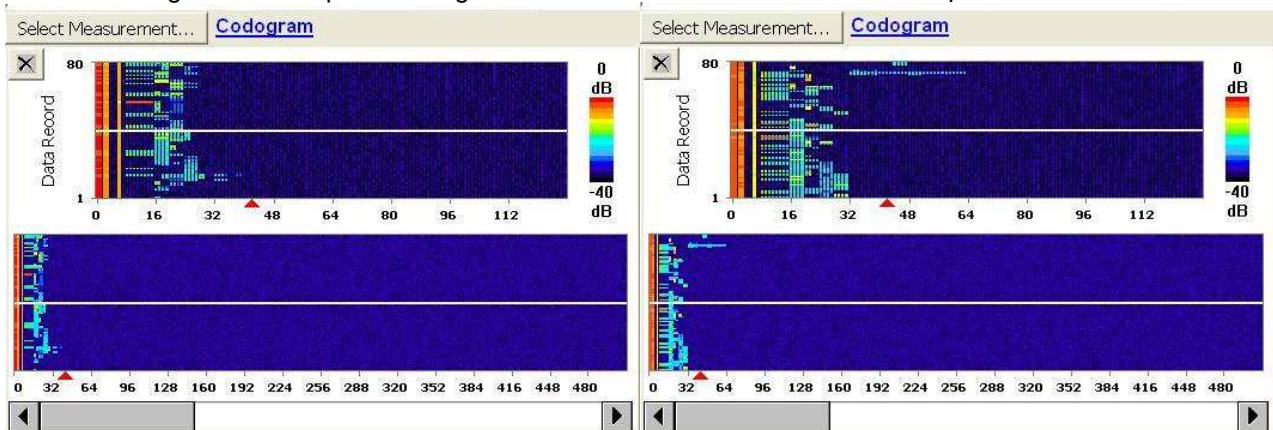 Select Measurement... Codogram
80
Data Record
1
0 16 32 48 64 80 96 112
0
dB
-40
dB
0 32 64 96 128 160 192 224 256 288 320 352 384 416 448 480
Select Measurement... Codogram
80
Data Record
1
0 16 32 48 64 80 96 112
0
dB
-40
dB
0 32 64 96 128 160 192 224 256 288 320 352 384 416 448 480